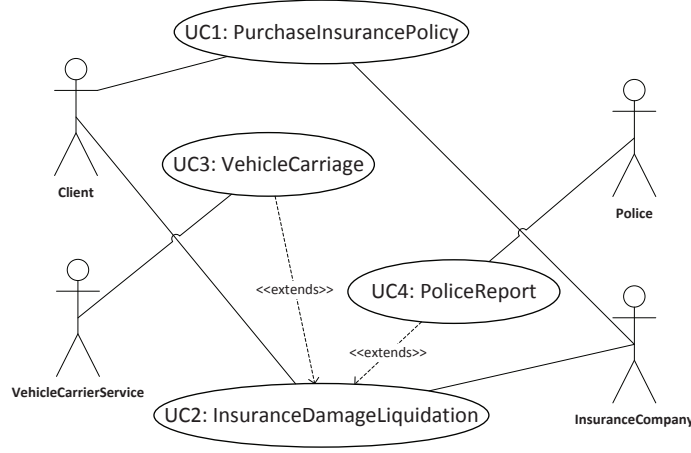 UC1: PurchaseInsurancePolicy
Client
UC3: VehicleCarriage
Police
<<extends>>
UC4: PoliceReport
VehicleCarrierService
<<extends>>
UC2: InsuranceDamageLiquidation
InsuranceCompany